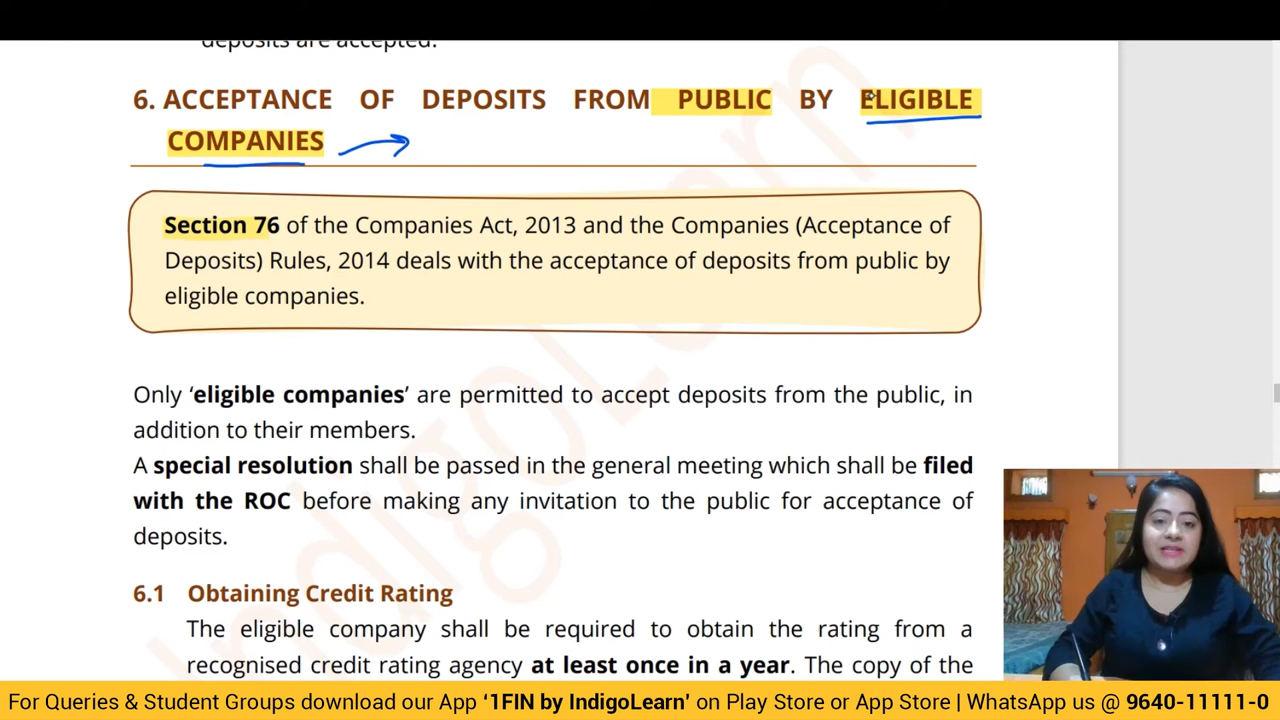 deposits are accepted.
6. ACCEPTANCE OF DEPOSITS FROM PUBLIC BY ELIGIBLE
COMPANIES
Section 76 of the Companies Act, 2013 and the Companies (Acceptance of
Deposits) Rules, 2014 deals with the acceptance of deposits from public by
eligible companies.
Only ‘eligible companies’ are permitted to accept deposits from the public, in
addition to their members.
A special resolution shall be passed in the general meeting which shall be filed
with the ROC before making any invitation to the public for acceptance of
deposits.
6.1 Obtaining Credit Rating
The eligible company shall be required to obtain the rating from a
recognised credit rating agency at least once in a year. The copy of the
IndigoLearn
For Queries & Student Groups download our App ‘1FIN by IndigoLearn’ on Play Store or App Store | WhatsApp us @ 9640-11111-0